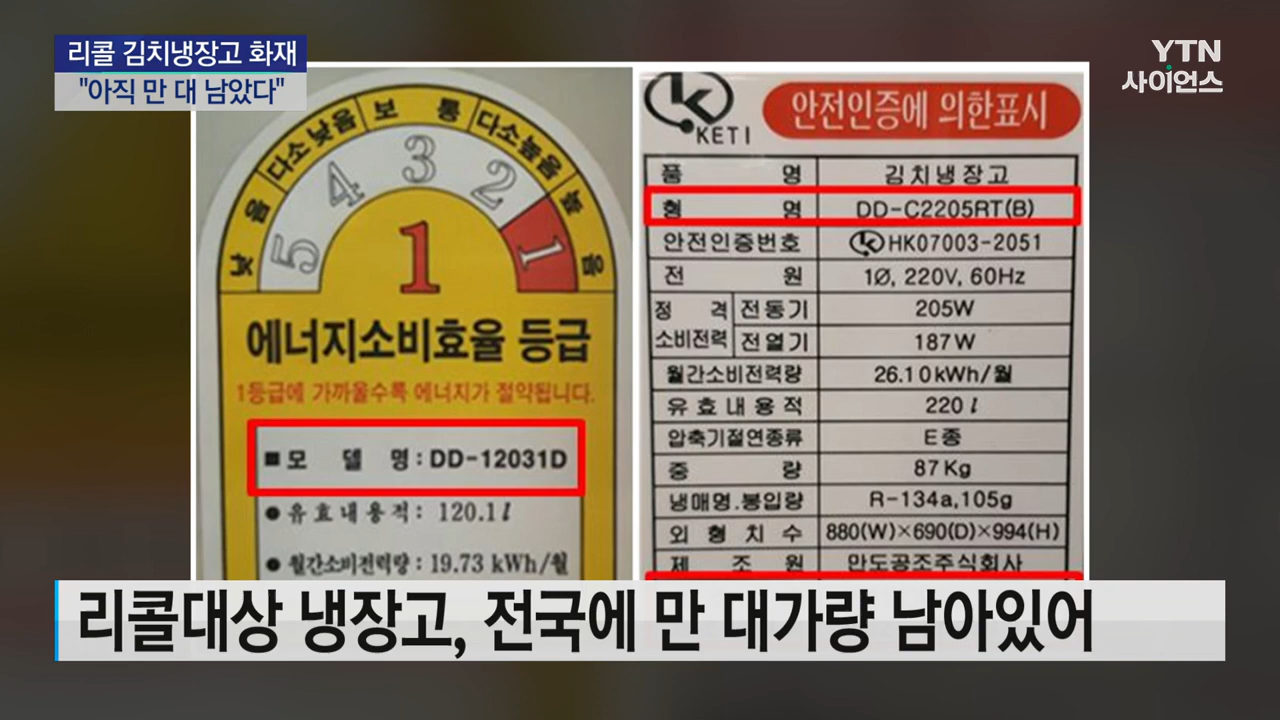 리콜 김치냉장고 화재
"아직 만 대 남았다"
YTN
사이언스
낮음 다소낮음 보통 다소높음 높음
5 4 3 2 1
1
에너지소비효율 등급
1등급에 가까울수록 에너지가 절약됩니다.
■ 모 델 명 : DD-12031D
● 유효내용적 : 120.1ℓ
● 월간소비전력량 : 19.73 kWh/월
KETI
안전인증에 의한표시
품 명 김치냉장고
형 명 DD-C2205RT(B)
안전인증번호 HK07003-2051
전 원 1Ø, 220V, 60Hz
정 격 소비전력 전동기 205W
전열기 187W
월간소비전력량 26.10kWh/월
유효내용적 220ℓ
압축기절연종류 E종
중 량 87Kg
냉매명.봉입량 R-134a,105g
외형치수 880(W)×690(D)×994(H)
제 조 원 만도공조주식회사
리콜대상 냉장고, 전국에 만 대가량 남아있어